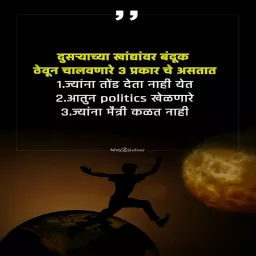 "
दुसऱ्याच्या खांद्यांवर बंदूक
ठेवून चालवणारे 3 प्रकार चे असतात
1.ज्यांना तोंड देता नाही येत
2.आतुन politics खेळणारे
3.ज्यांना मैत्री कळत नाही